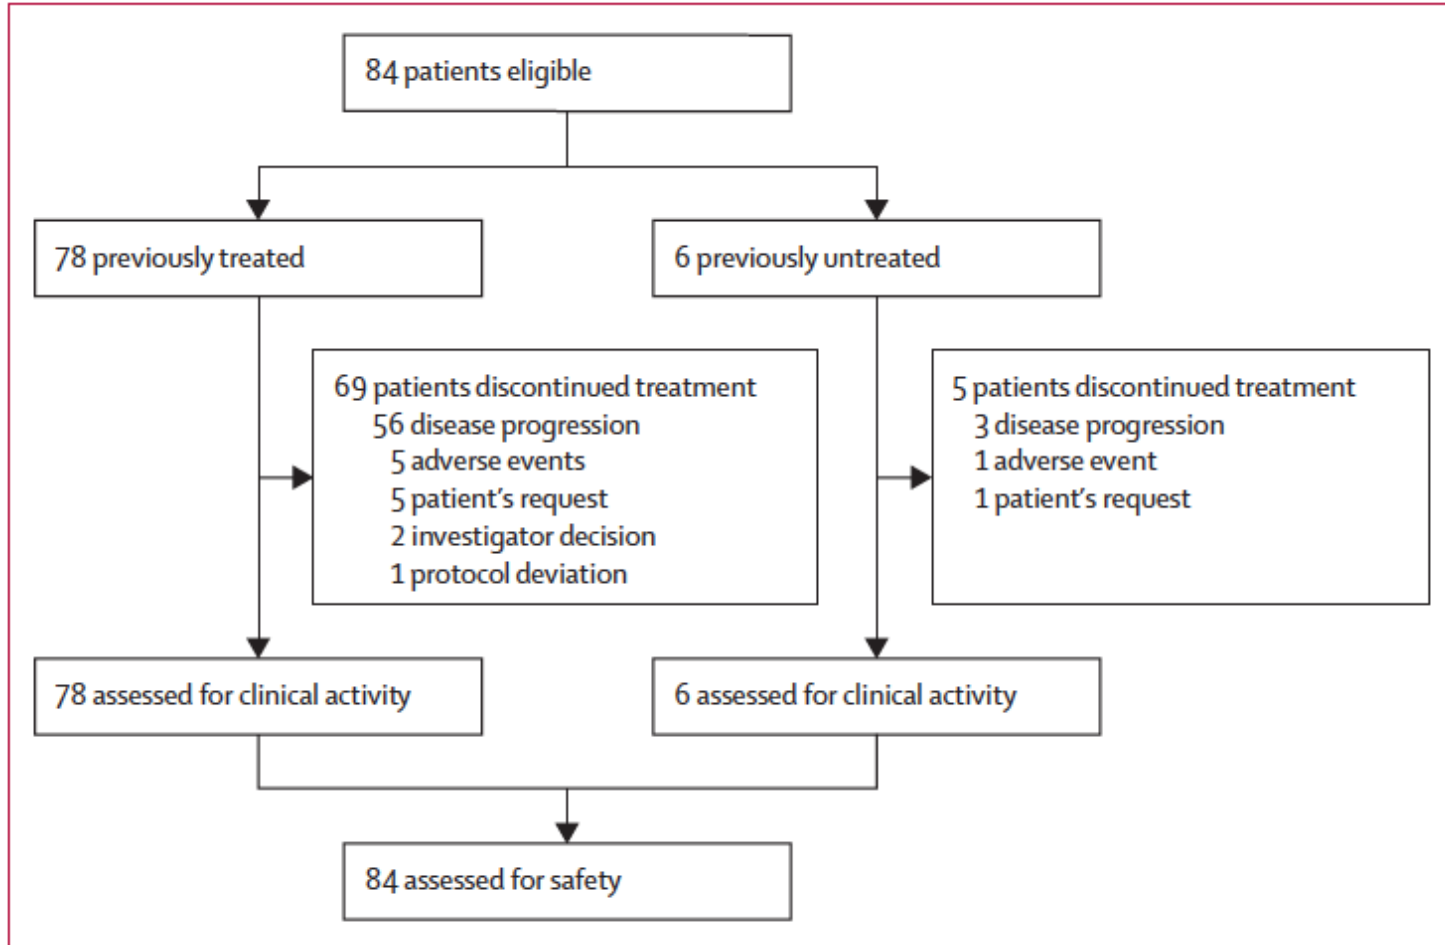 84 patients eligible
78 previously treated
6 previously untreated
69 patients discontinued treatment
56 disease progression
5 adverse events
5 patient’s request
2 investigator decision
1 protocol deviation
5 patients discontinued treatment
3 disease progression
1 adverse event
1 patient’s request
78 assessed for clinical activity
6 assessed for clinical activity
84 assessed for safety